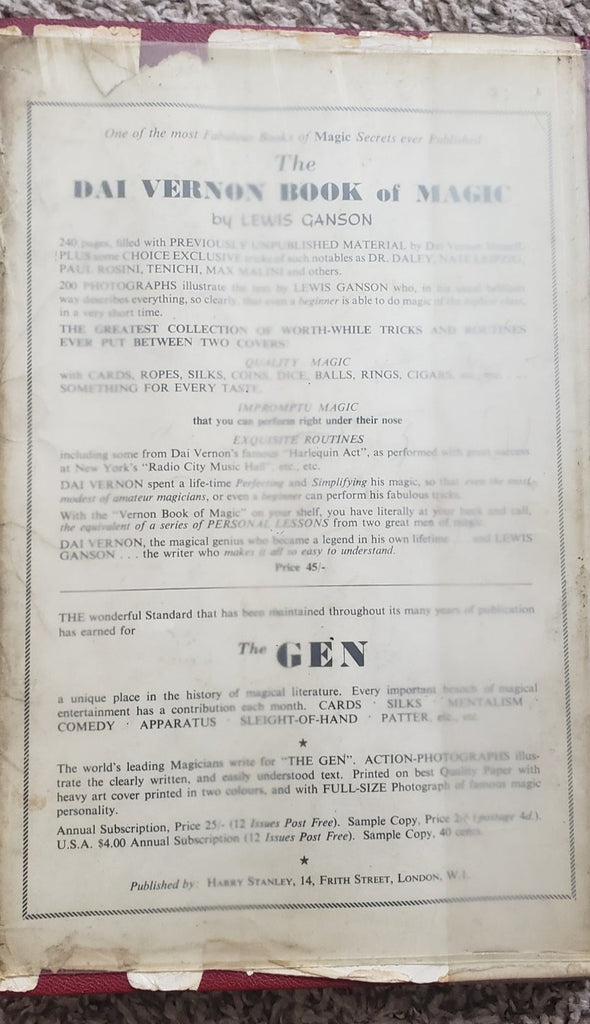 One of the most Fabulous Books of Magic Secrets ever Published
The
DAI VERNON BOOK of MAGIC
by LEWIS GANSON
240 pages, filled with PREVIOUSLY UNPUBLISHED MATERIAL by Dai Vernon himself,
PLUS some CHOICE EXCLUSIVE tricks of such notables as DR. DALEY, NATE LEIPZIG,
PAUL ROSINI, TENICHI, MAX MALINI and others.
200 PHOTOGRAPHS illustrate the text by LEWIS GANSON who, in his usual brilliant
way describes everything, so clearly, that even a beginner is able to do magic of the highest class,
in a very short time.
THE GREATEST COLLECTION OF WORTH-WHILE TRICKS AND ROUTINES
EVER PUT BETWEEN TWO COVERS
QUALITY MAGIC
with CARDS, ROPES, SILKS, COINS, DICE, BALLS, RINGS, CIGARS, etc., etc.
SOMETHING FOR EVERY TASTE.
IMPROMPTU MAGIC
that you can perform right under their nose
EXQUISITE ROUTINES
including some from Dai Vernon's famous "Harlequin Act", as performed with great success
at New York's "Radio City Music Hall", etc., etc.
DAI VERNON spent a life-time Perfecting and Simplifying his magic, so that even the most
modest of amateur magicians, or even a beginner can perform his fabulous tricks.
With the "Vernon Book of Magic" on your shelf, you have literally at your beck and call,
the equivalent of a series of PERSONAL LESSONS from two great men of magic.
DAI VERNON, the magical genius who became a legend in his own lifetime . . . and LEWIS
GANSON . . . the writer who makes it all so easy to understand.
Price 45/-
THE wonderful Standard that has been maintained throughout its many years of publication
has earned for
The GEN
a unique place in the history of magical literature. Every important branch of magical
entertainment has a contribution each month. CARDS · SILKS · MENTALISM ·
COMEDY · APPARATUS · SLEIGHT-OF-HAND · PATTER, etc., etc.
★
The world's leading Magicians write for "THE GEN". ACTION-PHOTOGRAPHS illus-
trate the clearly written, and easily understood text. Printed on best Quality Paper with
heavy art cover printed in two colours, and with FULL-SIZE Photograph of famous magic
personality.
Annual Subscription, Price 25/- (12 Issues Post Free). Sample Copy, Price 2/- (postage 4d.).
U.S.A. $4.00 Annual Subscription (12 Issues Post Free). Sample Copy, 40 cents.
★
Published by: HARRY STANLEY, 14, FRITH STREET, LONDON, W.1.